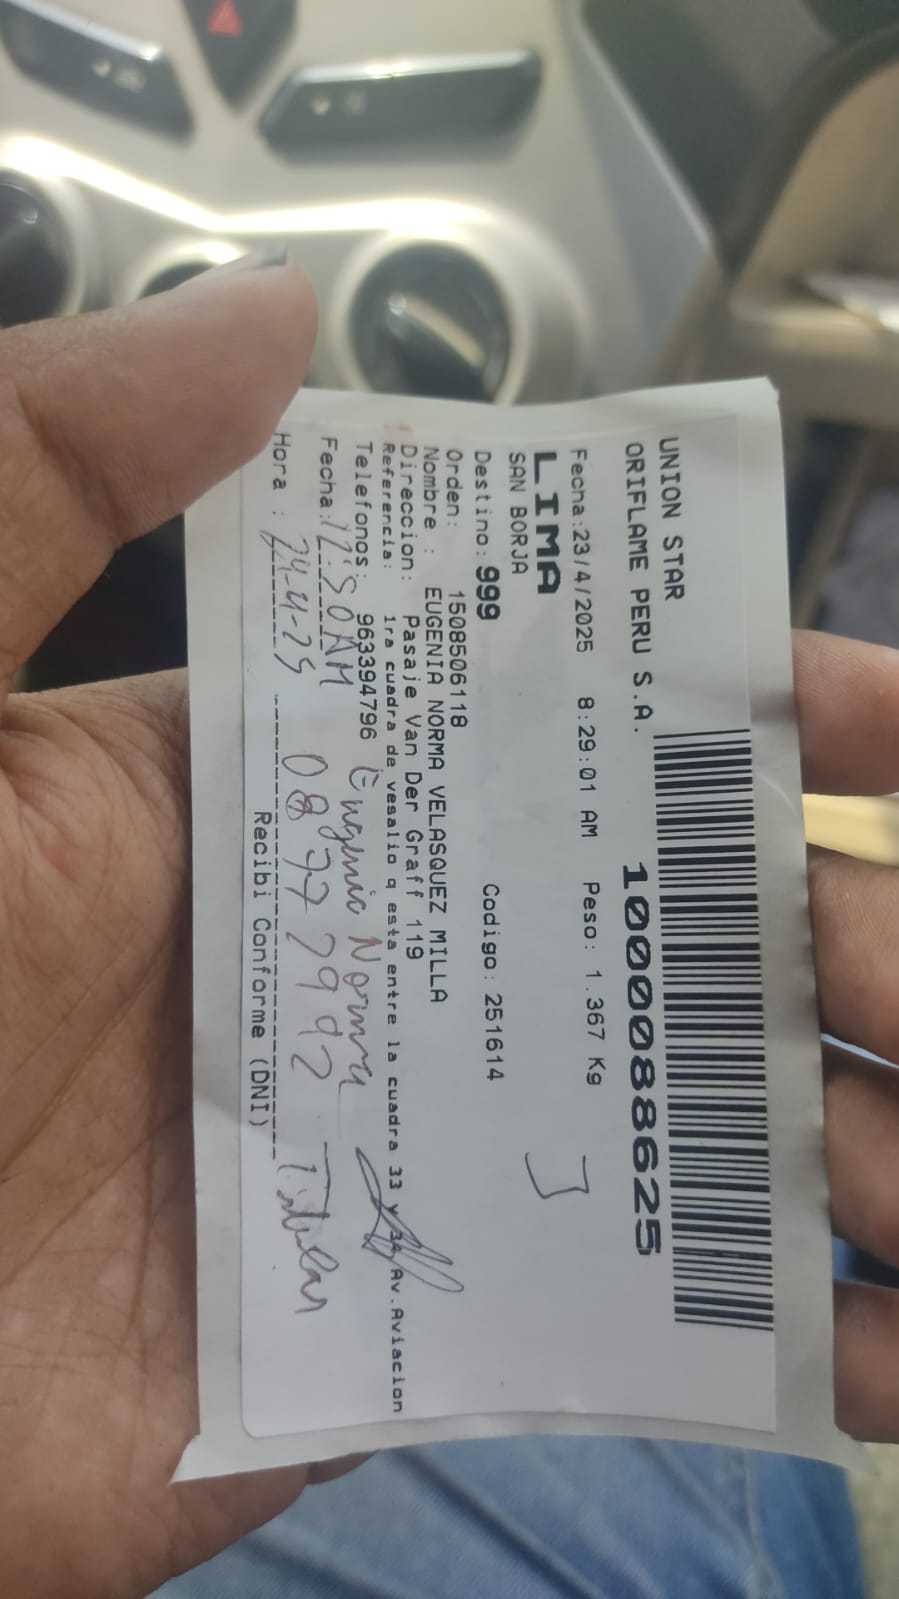 UNION STAR
ORIFLAME PERU S.A.
10000088625
Fecha:23/4/2025 8:29:01 AM Peso: 1.367 Kg
LIMA
SAN BORJA
Destino: 999 Codigo: 251614
Orden: 1508506118
Nombre : EUGENIA NORMA VELASQUEZ MILLA
Direccion: Pasaje Van Der Graff 119
Referencia: 1ra cuadra de vesalio q esta entre la cuadra 33 y 34 Av.Aviacion
Telefonos: 963394796
Eugenia Norma
Fecha: 12:50AM
Hora : 24-4-25
Titular
Recibi Conforme (DNI)